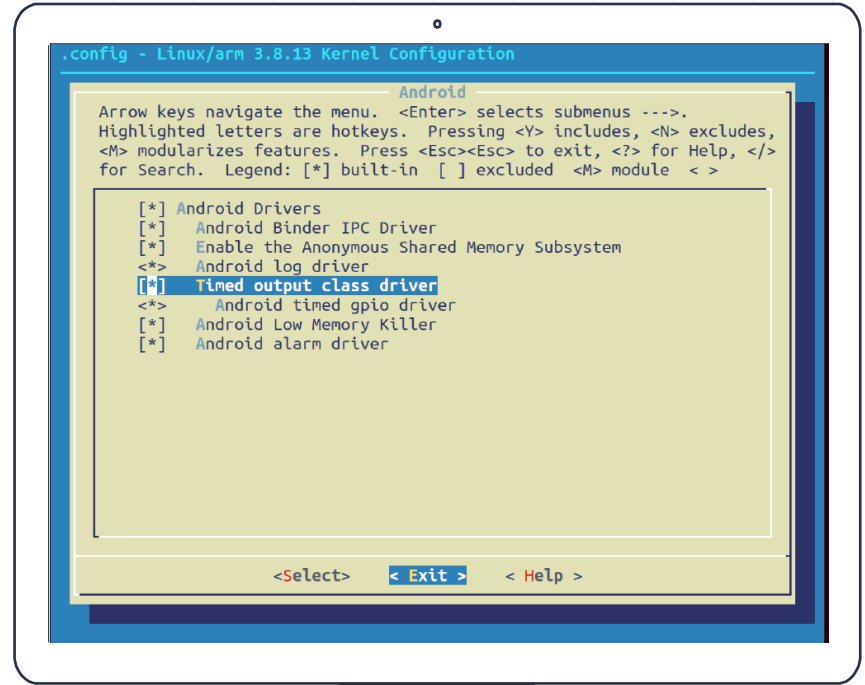 .config - Linux/arm 3.8.13 Kernel Configuration
Android
Arrow keys navigate the menu.  <Enter> selects submenus --->.
Highlighted letters are hotkeys.  Pressing <Y> includes, <N> excludes,
<M> modularizes features.  Press <Esc><Esc> to exit, <?> for Help, </>
for Search.  Legend: [*] built-in  [ ] excluded  <M> module  < >
[*] Android Drivers
[*]   Android Binder IPC Driver
[*]   Enable the Anonymous Shared Memory Subsystem
<*>   Android log driver
[*]   Timed output class driver
<*>     Android timed gpio driver
[*]   Android Low Memory Killer
[*]   Android alarm driver
<Select>    < Exit >    < Help >